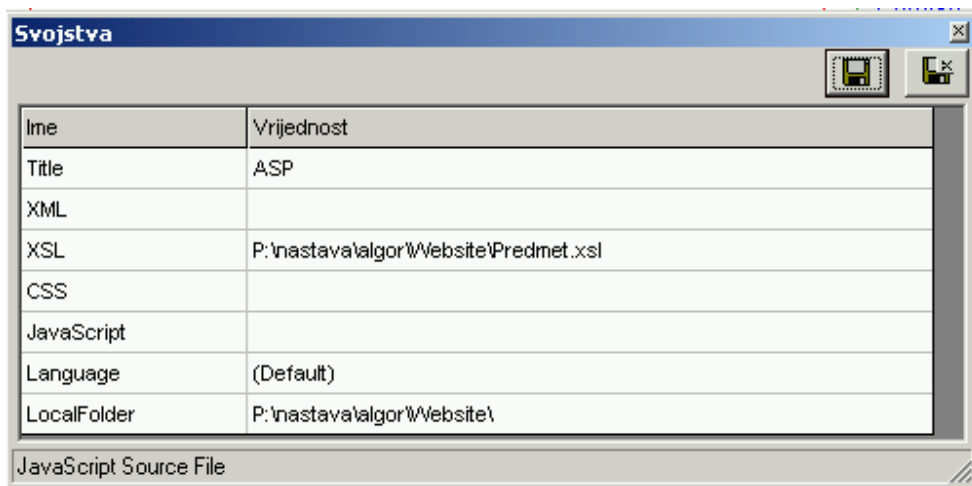 Svojstva
Ime Vrijednost
Title ASP
XML
XSL P:\nastava\algor\Website\Predmet.xsl
CSS
JavaScript
Language (Default)
LocalFolder P:\nastava\algor\Website\
JavaScript Source File